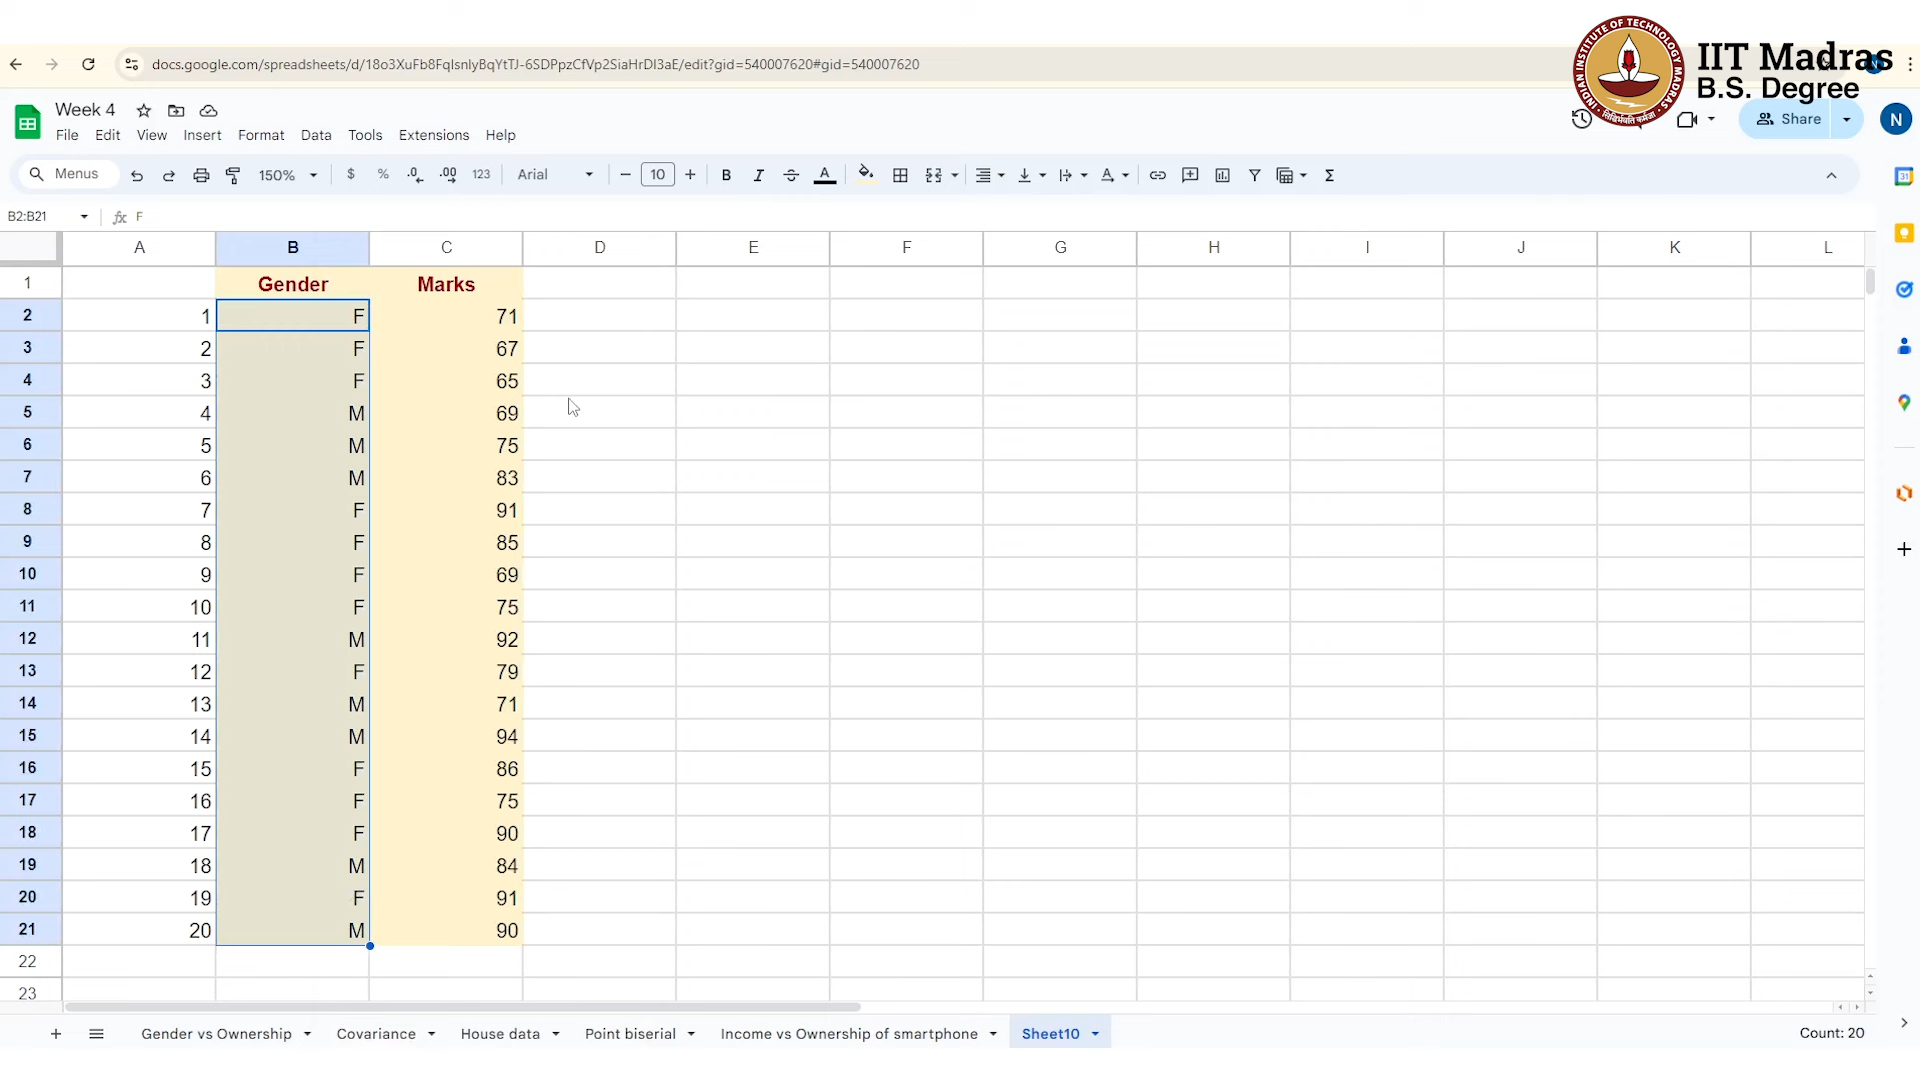 IIT Madras
B.S. Degree
docs.google.com/spreadsheets/d/18o3XuFb8FqIsnIyBqYtTJ-6SDPpzCfVp2SiaHrDI3aE/edit?gid=540007620#gid=540007620
Week 4
File Edit View Insert Format Data Tools Extensions Help
Share
N
Menus 150% $ % .0 .00 123 Arial 10 B I A
31
B2:B21 fx F
A B C D E F G H I J K L
1 Gender Marks
2 1 F 71
3 2 F 67
4 3 F 65
5 4 M 69
6 5 M 75
7 6 M 83
8 7 F 91
9 8 F 85
10 9 F 69
11 10 F 75
12 11 M 92
13 12 F 79
14 13 M 71
15 14 M 94
16 15 F 86
17 16 F 75
18 17 F 90
19 18 M 84
20 19 F 91
21 20 M 90
22
23
Gender vs Ownership Covariance House data Point biserial Income vs Ownership of smartphone Sheet10 Count: 20